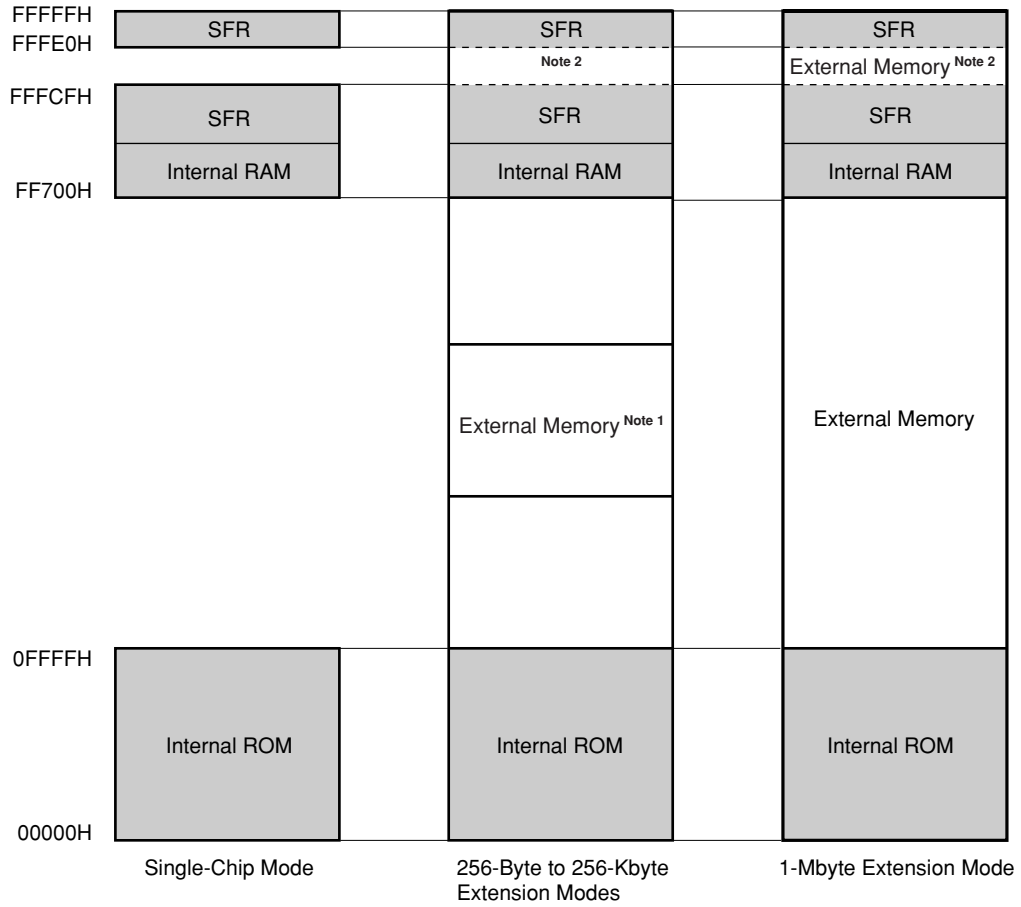 FFFFFH
FFFE0H
FFFCFH
FF700H
0FFFFH
00000H
SFR
SFR
Internal RAM
Internal ROM
Single-Chip Mode
SFR
Note 2
SFR
Internal RAM
External Memory Note 1
Internal ROM
256-Byte to 256-Kbyte
Extension Modes
SFR
External Memory Note 2
SFR
Internal RAM
External Memory
Internal ROM
1-Mbyte Extension Mode